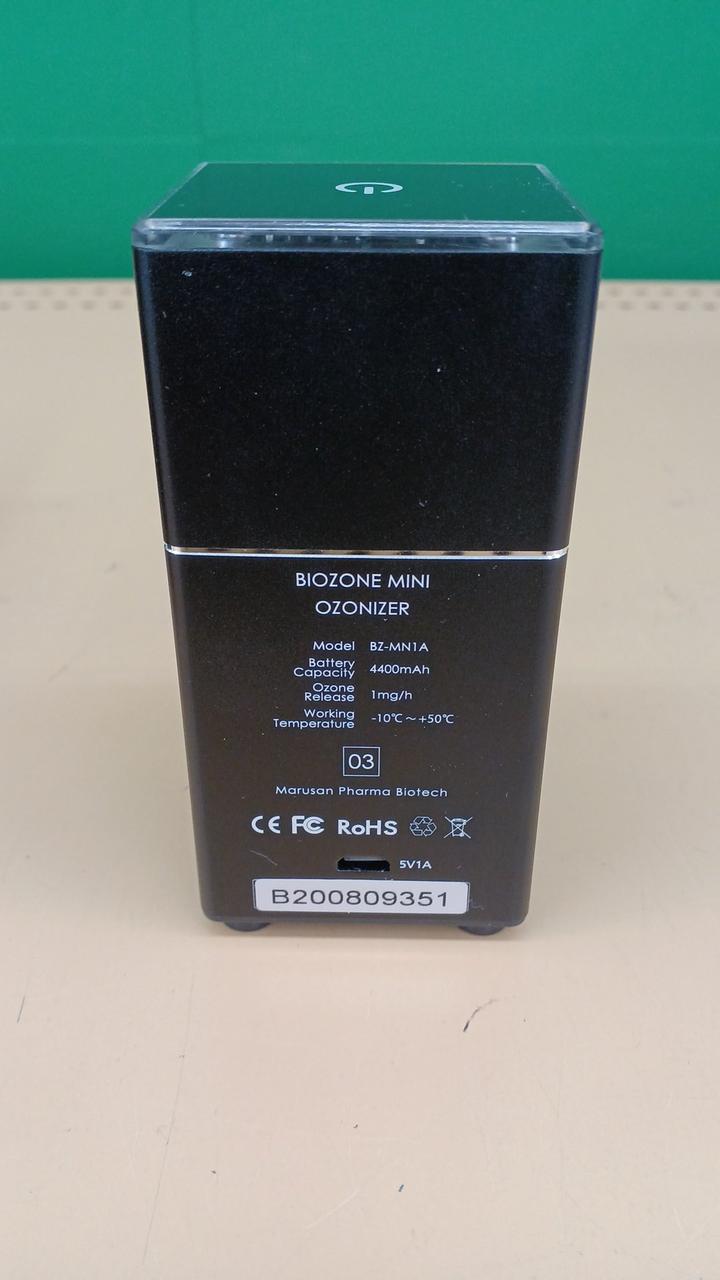 BIOZONE MINI
OZONIZER
Model BZ-MN1A
Battery Capacity 4400mAh
Ozone Release 1mg/h
Working Temperature -10℃~+50℃
03
Marusan Pharma Biotech
CE FC RoHS
5V1A
B200809351